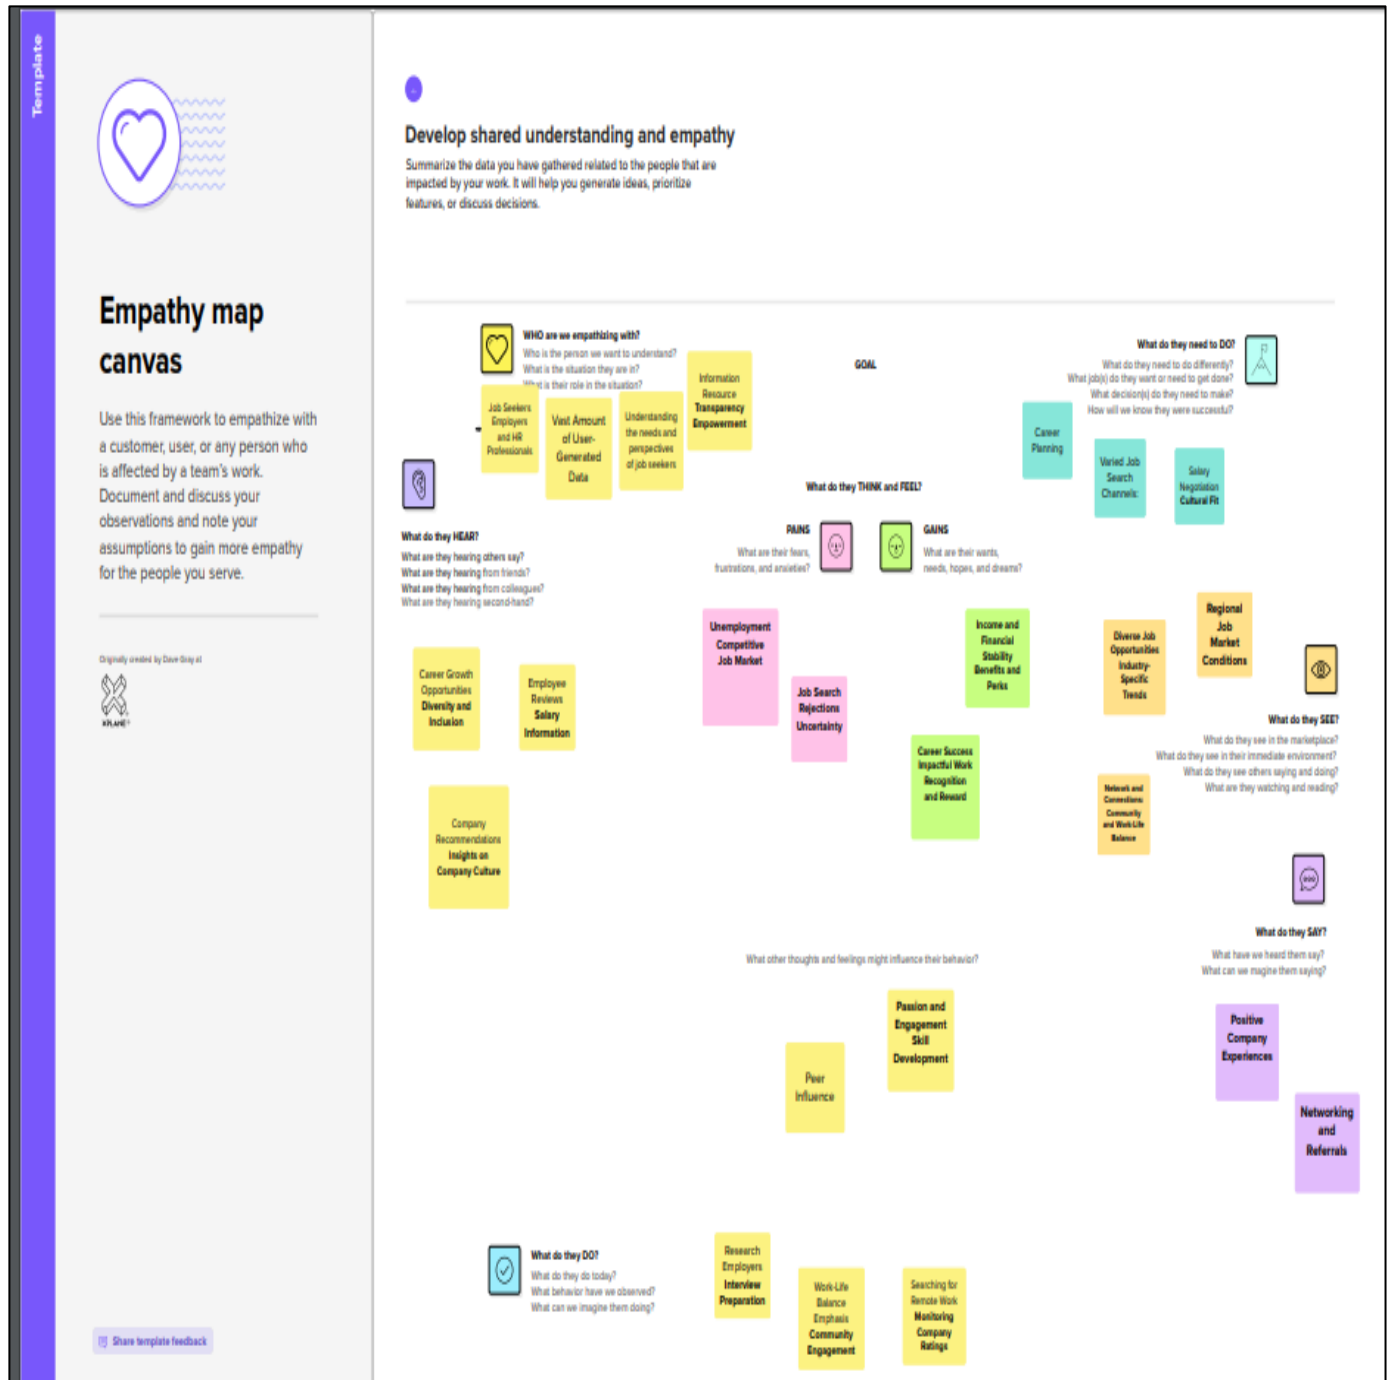 Template
Empathy map
canvas
Use this framework to empathize with
a customer, user, or any person who
is affected by a team's work.
Document and discuss your
observations and note your
assumptions to gain more empathy
for the people you serve.
Originally created by Dave Gray at
XPLANE
Share template feedback
Develop shared understanding and empathy
Summarize the data you have gathered related to the people that are
impacted by your work. It will help you generate ideas, prioritize
features, or discuss decisions.
WHO are we empathizing with?
Who is the person we want to understand?
What is the situation they are in?
What is their role in the situation?
Job Seekers
Employers
and HR
Professionals
Vast Amount
of User-
Generated
Data
Understanding
the needs and
perspectives
of job seekers
Information
Resource
Transparency
Empowerment
GOAL
What do they need to DO?
What do they need to do differently?
What job(s) do they want or need to get done?
What decision(s) do they need to make?
How will we know they were successful?
Career
Planning
Varied Job
Search
Channels:
Salary
Negotiation
Cultural Fit
What do they HEAR?
What are they hearing others say?
What are they hearing from friends?
What are they hearing from colleagues?
What are they hearing second-hand?
Career Growth
Opportunities
Diversity and
Inclusion
Employee
Reviews
Salary
Information
Company
Recommendations
Insights on
Company Culture
What do they THINK and FEEL?
PAINS
What are their fears,
frustrations, and anxieties?
GAINS
What are their wants,
needs, hopes, and dreams?
Unemployment
Competitive
Job Market
Job Search
Rejections
Uncertainty
Income and
Financial
Stability
Benefits and
Perks
Career Success
Impactful Work
Recognition
and Reward
Diverse Job
Opportunities
Industry-
Specific
Trends
Regional
Job
Market
Conditions
Network and
Connections:
Community
and Work-Life
Balance
What do they SEE?
What do they see in the marketplace?
What do they see in their immediate environment?
What do they see others saying and doing?
What are they watching and reading?
What do they SAY?
What have we heard them say?
What can we magine them saying?
Positive
Company
Experiences
Networking
and
Referrals
What other thoughts and feelings might influence their behavior?
Passion and
Engagement
Skill
Development
Peer
Influence
What do they DO?
What do they do today?
What behavior have we observed?
What can we imagine them doing?
Research
Employers
Interview
Preparation
Work-Life
Balance
Emphasis
Community
Engagement
Searching for
Remote Work
Monitoring
Company
Ratings